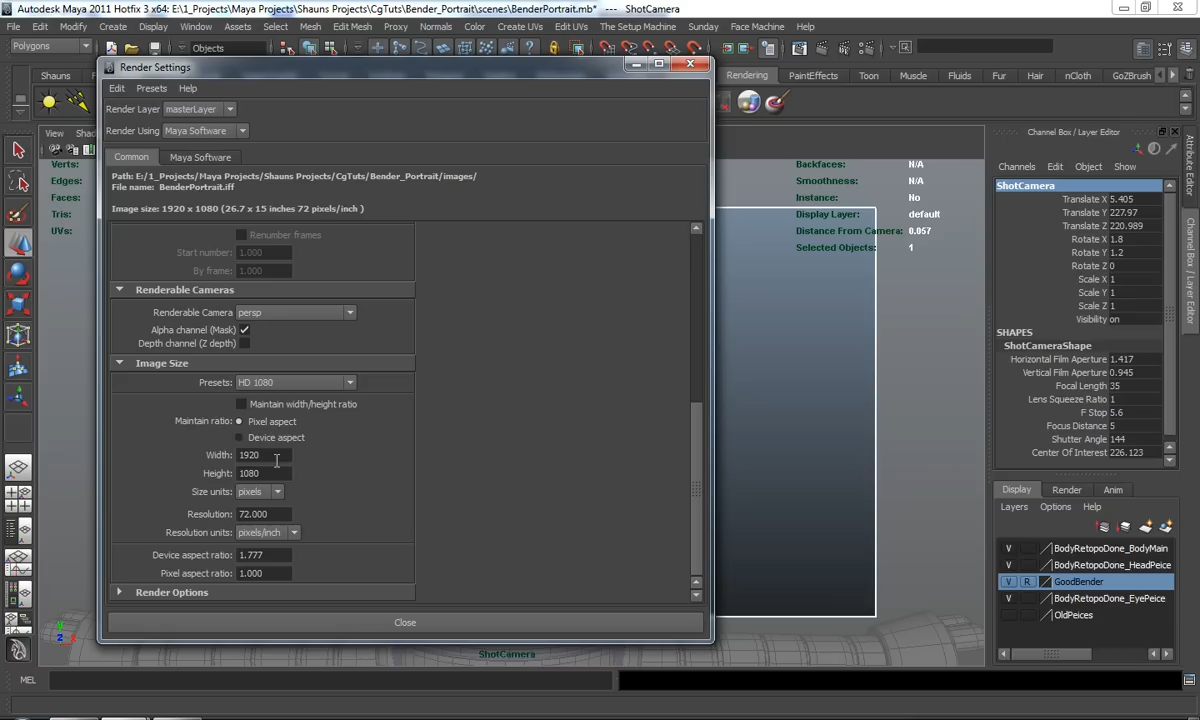 Autodesk Maya 2011 Hotfix 3 x64: E:\1_Projects\Maya Projects\Shauns Projects\CgTuts\Bender_Portrait\scenes\BenderPortrait.mb* --- ShotCamera
File Edit Modify Create Display Window Assets Select Mesh Edit Mesh Proxy Normals Color Create UVs Edit UVs The Setup Machine Sunday Face Machine Help
Polygons Objects
Shauns Rendering PaintEffects Toon Muscle Fluids Fur Hair nCloth GoZBrush
Render Settings
Edit Presets Help
Render Layer masterLayer
Render Using Maya Software
Common Maya Software
Path: E:/1_Projects/Maya Projects/Shauns Projects/CgTuts/Bender_Portrait/images/
File name: BenderPortrait.iff
Image size: 1920 x 1080 (26.7 x 15 inches 72 pixels/inch )
Renumber frames
Start number: 1.000
By frame: 1.000
Renderable Cameras
Renderable Camera persp
Alpha channel (Mask)
Depth channel (Z depth)
Image Size
Presets: HD 1080
Maintain width/height ratio
Maintain ratio: Pixel aspect
Device aspect
Width: 1920
Height: 1080
Size units: pixels
Resolution: 72.000
Resolution units: pixels/inch
Device aspect ratio: 1.777
Pixel aspect ratio: 1.000
Render Options
Close
View
Verts:
Edges:
Faces:
Tris:
UVs:
Backfaces: N/A
Smoothness: N/A
Instance: No
Display Layer: default
Distance From Camera: 0.057
Selected Objects: 1
ShotCamera
Channel Box / Layer Editor
Channels Edit Object Show
ShotCamera
Translate X 5.405
Translate Y 227.97
Translate Z 220.989
Rotate X 1.8
Rotate Y 1.2
Rotate Z 0
Scale X 1
Scale Y 1
Scale Z 1
Visibility on
SHAPES
ShotCameraShape
Horizontal Film Aperture 1.417
Vertical Film Aperture 0.945
Focal Length 35
Lens Squeeze Ratio 1
F Stop 5.6
Focus Distance 5
Shutter Angle 144
Center Of Interest 226.123
Display Render Anim
Layers Options Help
V BodyRetopoDone_BodyMain
V BodyRetopoDone_HeadPeice
V R GoodBender
V BodyRetopoDone_EyePeice
OldPeices
Attribute Editor
Channel Box / Layer Editor
MEL